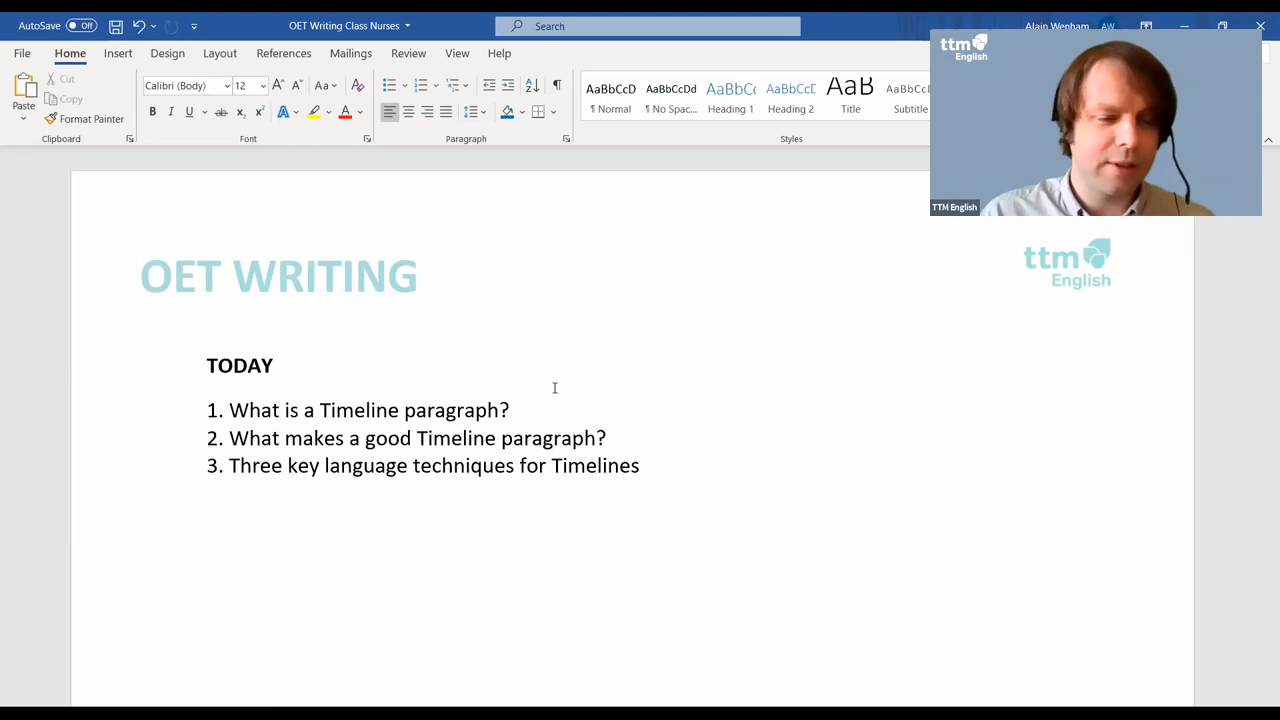 AutoSave Off OET Writing Class Nurses Search Alain Wenham AW
File Home Insert Design Layout References Mailings Review View Help
ttm
English
Cut
Copy
Paste
Format Painter
Calibri (Body) 12
AaBbCcD AaBbCcDd AaBbCc AaBbCcD AaB AaBbCcD
¶ Normal ¶ No Spac... Heading 1 Heading 2 Title Subtitle
Clipboard Font Paragraph Styles
TTM English
OET WRITING
ttm
English
TODAY
1. What is a Timeline paragraph?
2. What makes a good Timeline paragraph?
3. Three key language techniques for Timelines